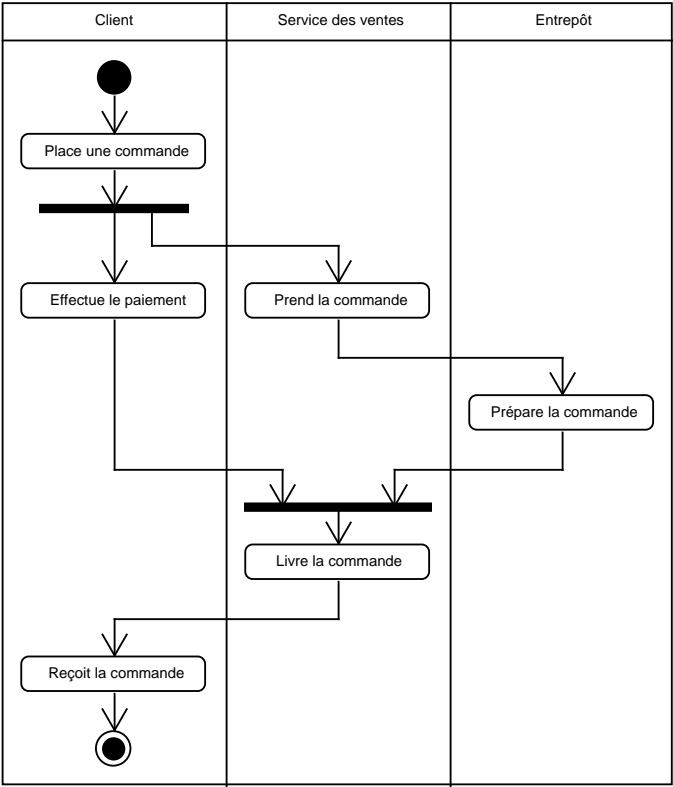 Client
Service des ventes
Entrepôt
Place une commande
Effectue le paiement
Prend la commande
Prépare la commande
Livre la commande
Reçoit la commande